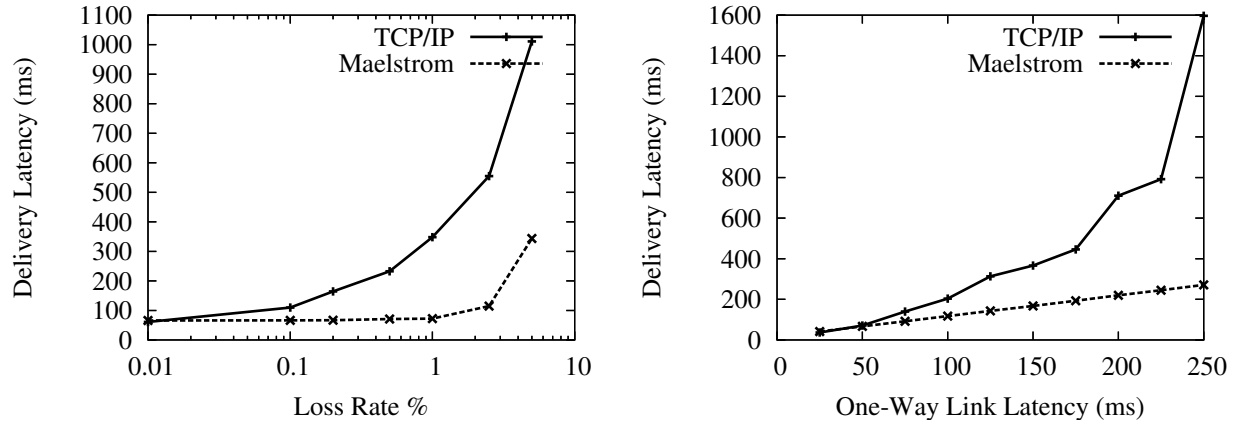 1100
1000
900
800
700
600
500
400
300
200
100
0
Delivery Latency (ms)
TCP/IP
Maelstrom
0.01 0.1 1 10
Loss Rate %
1600
1400
1200
1000
800
600
400
200
0
Delivery Latency (ms)
TCP/IP
Maelstrom
0 50 100 150 200 250
One-Way Link Latency (ms)